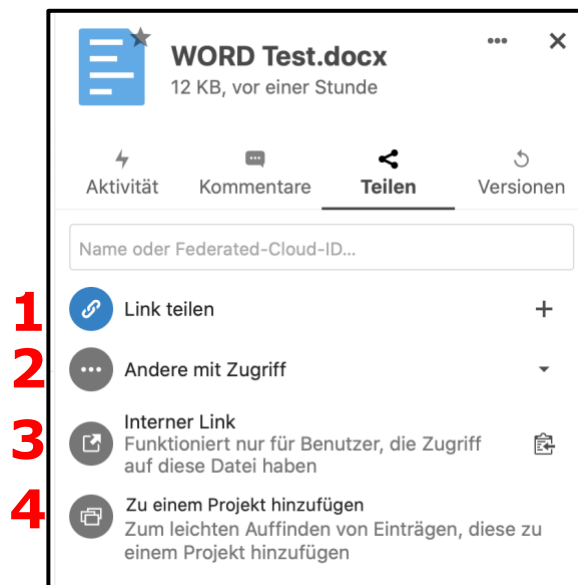 WORD Test.docx
12 KB, vor einer Stunde
Aktivität Kommentare Teilen Versionen
Name oder Federated-Cloud-ID...
1 Link teilen
2 Andere mit Zugriff
3 Interner Link
Funktioniert nur für Benutzer, die Zugriff
auf diese Datei haben
4 Zu einem Projekt hinzufügen
Zum leichten Auffinden von Einträgen, diese zu
einem Projekt hinzufügen